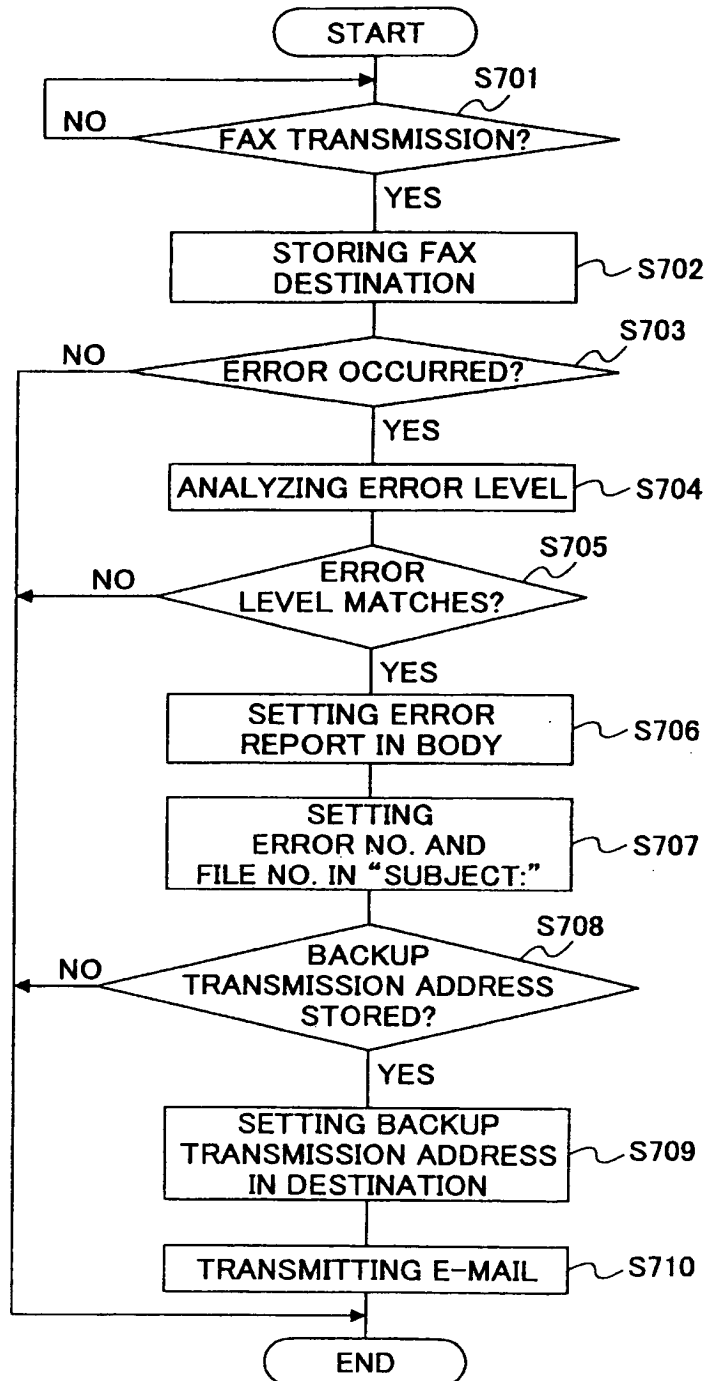 START
S701
NO
FAX TRANSMISSION?
YES
STORING FAX
DESTINATION
S702
S703
NO
ERROR OCCURRED?
YES
ANALYZING ERROR LEVEL
S704
S705
NO
ERROR
LEVEL MATCHES?
YES
SETTING ERROR
REPORT IN BODY
S706
SETTING
ERROR NO. AND
FILE NO. IN “SUBJECT:”
S707
S708
NO
BACKUP
TRANSMISSION ADDRESS
STORED?
YES
SETTING BACKUP
TRANSMISSION ADDRESS
IN DESTINATION
S709
TRANSMITTING E-MAIL
S710
END